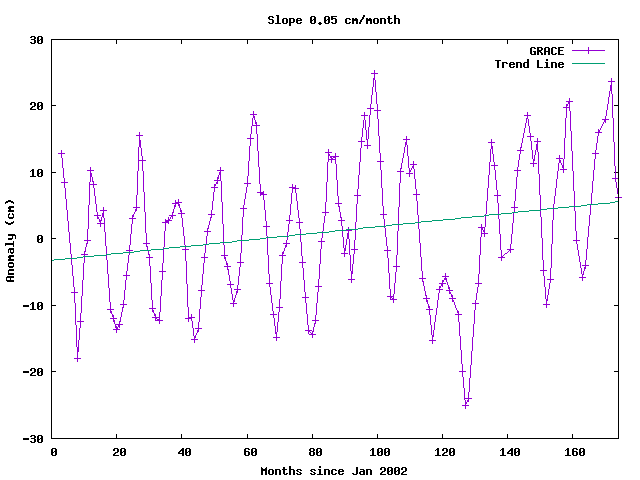 Slope 0.05 cm/month
GRACE
Trend Line
30
20
10
0
-10
-20
-30
Anomaly (cm)
0 20 40 60 80 100 120 140 160
Months since Jan 2002